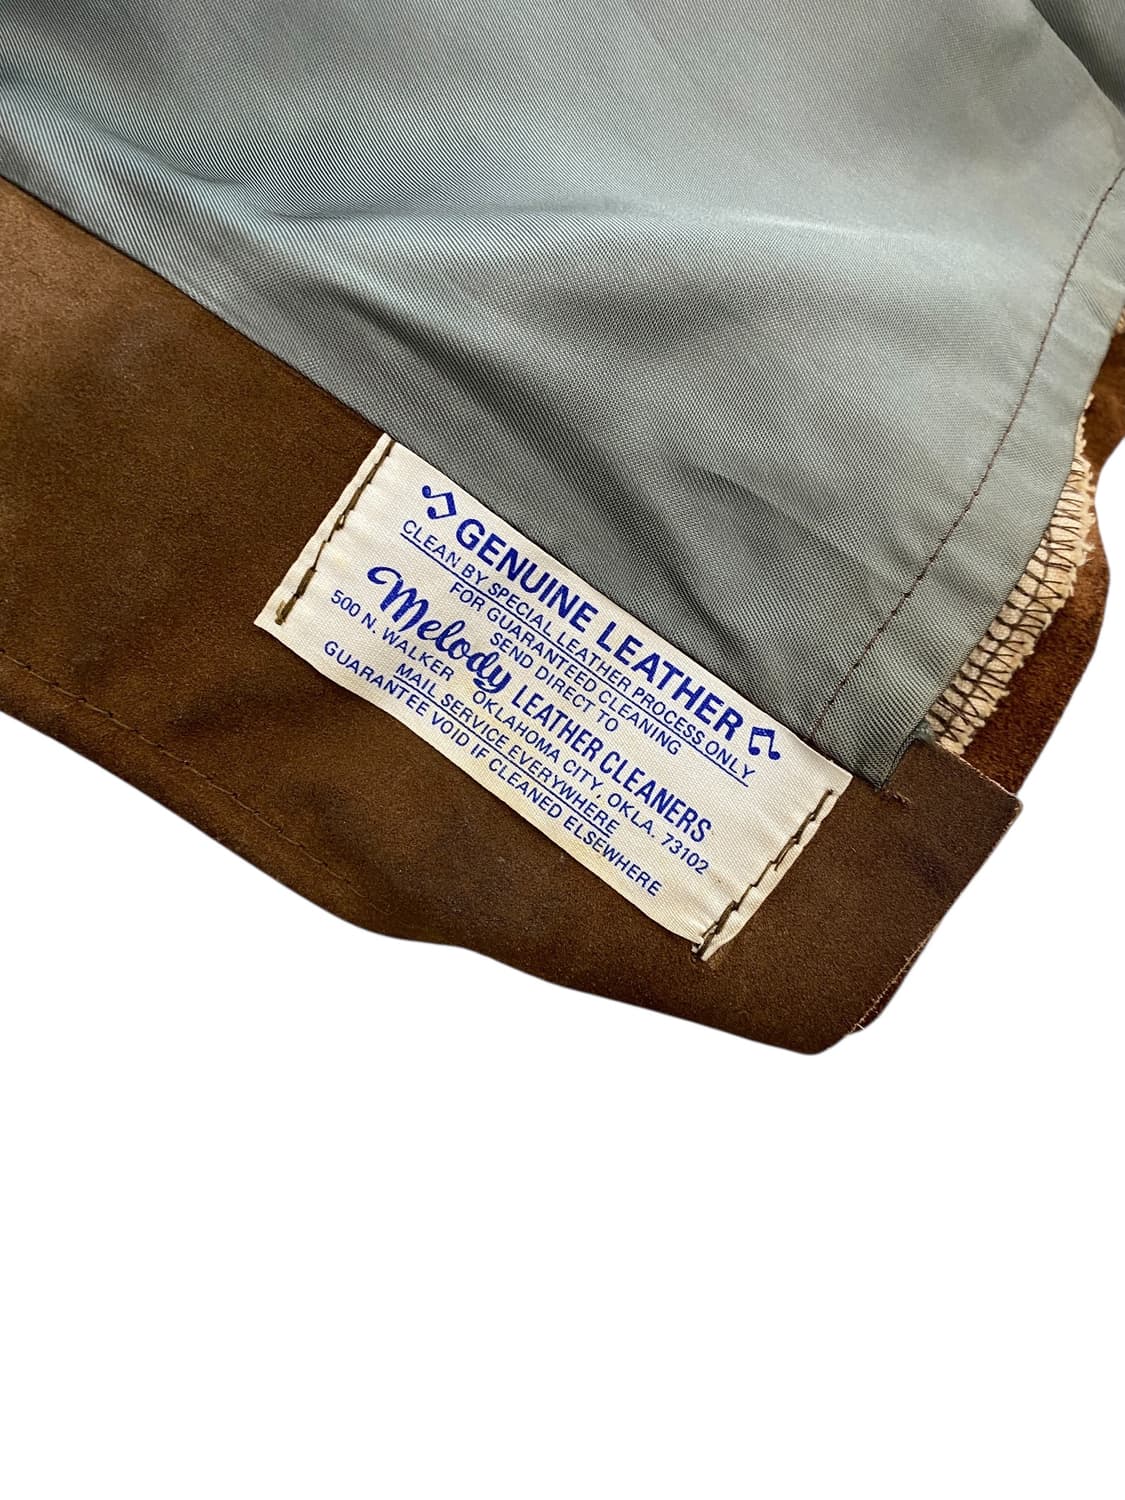 GENUINE LEATHER
CLEAN BY SPECIAL LEATHER PROCESS ONLY
FOR GUARANTEED CLEANING
SEND DIRECT TO
Melody LEATHER CLEANERS
500 N. WALKER OKLAHOMA CITY, OKLA. 73102
MAIL SERVICE EVERYWHERE
GUARANTEE VOID IF CLEANED ELSEWHERE